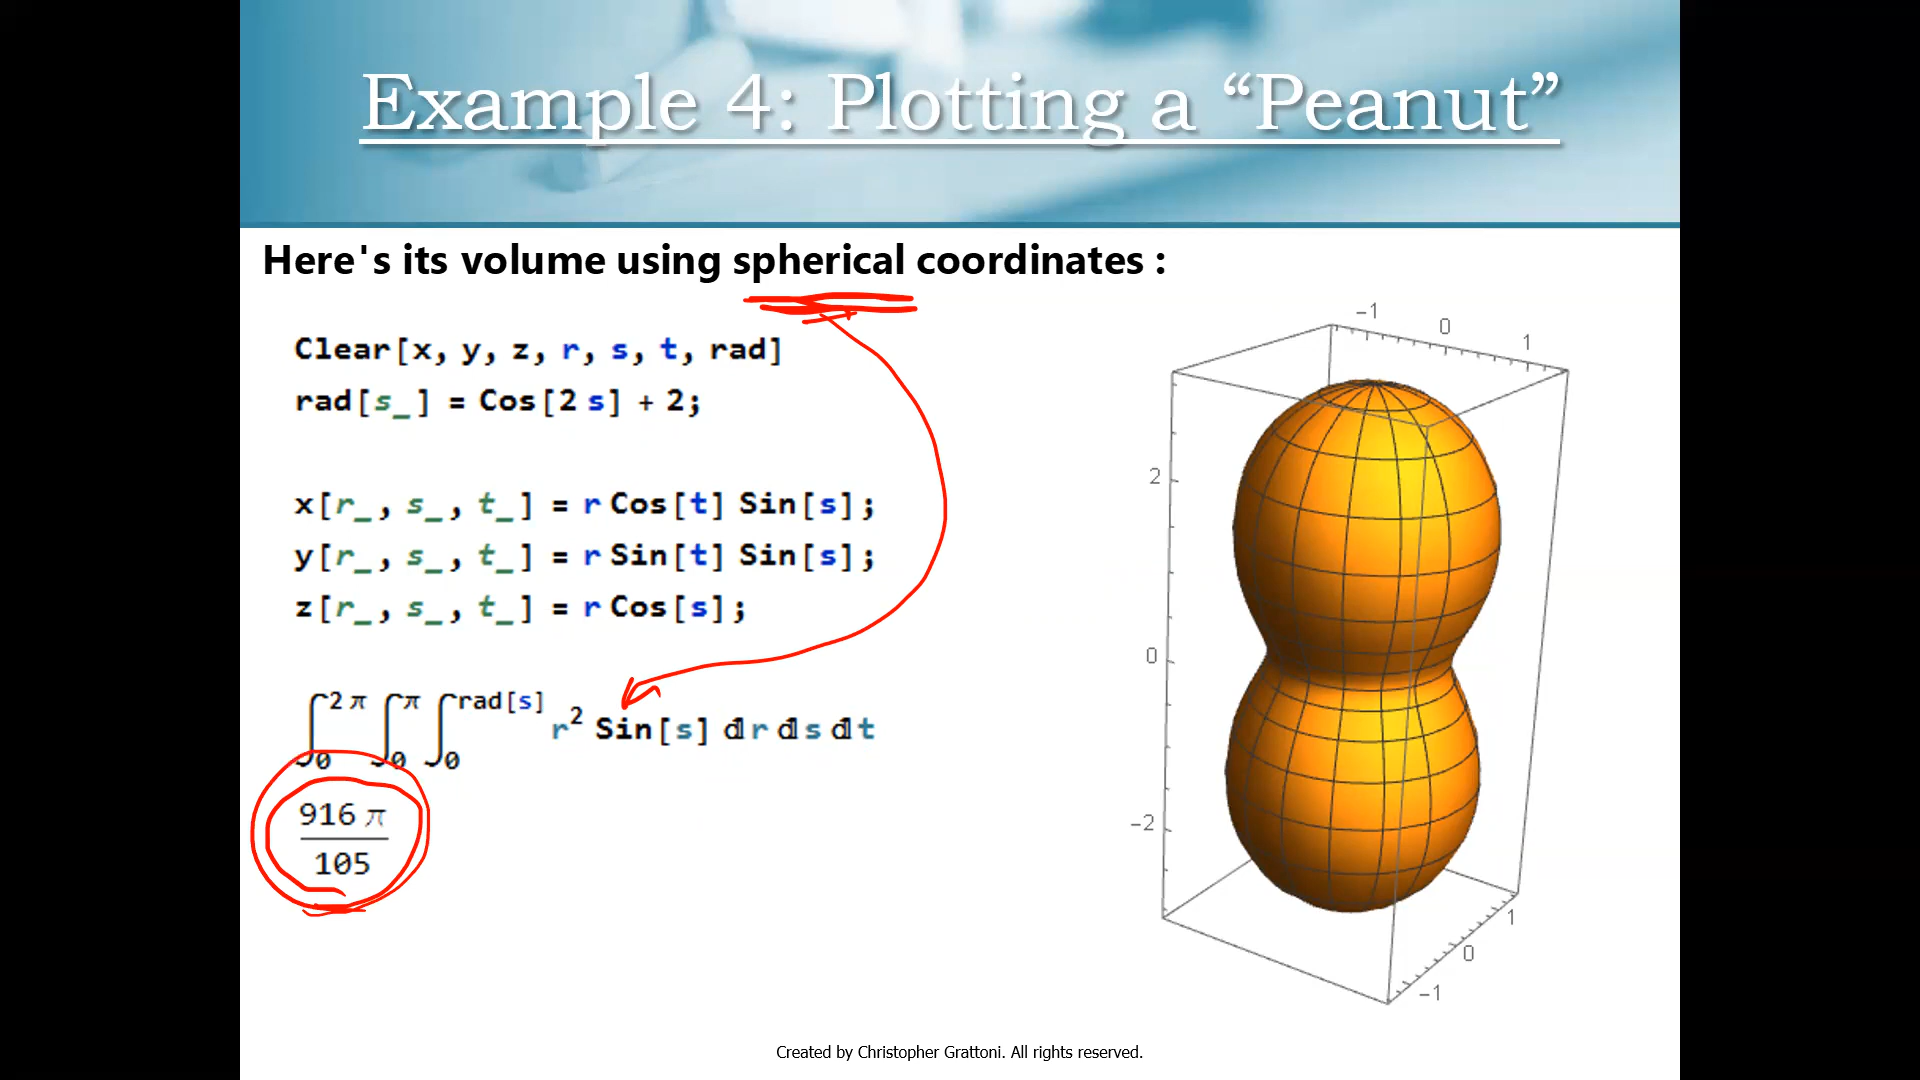 Example 4: Plotting a “Peanut”
Here's its volume using spherical coordinates :
Clear[x, y, z, r, s, t, rad]
rad[s_] = Cos[2 s] + 2;
x[r_, s_, t_] = r Cos[t] Sin[s];
y[r_, s_, t_] = r Sin[t] Sin[s];
z[r_, s_, t_] = r Cos[s];
∫₀^2π ∫₀^π ∫₀^rad[s] r² Sin[s] ⅆr ⅆs ⅆt
916 π
105
-1
0
1
2
0
-2
1
0
-1
Created by Christopher Grattoni. All rights reserved.